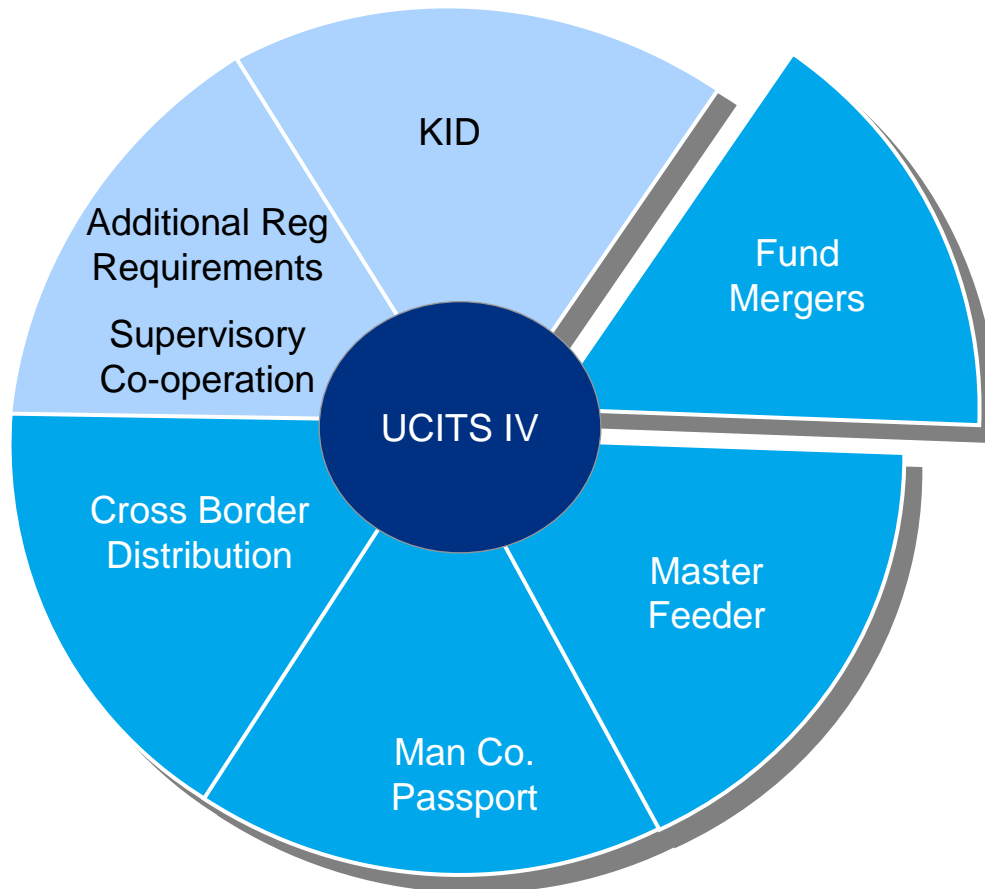 KID
Additional Reg
Requirements
Supervisory
Co-operation
Fund
Mergers
UCITS IV
Cross Border
Distribution
Master
Feeder
Man Co.
Passport